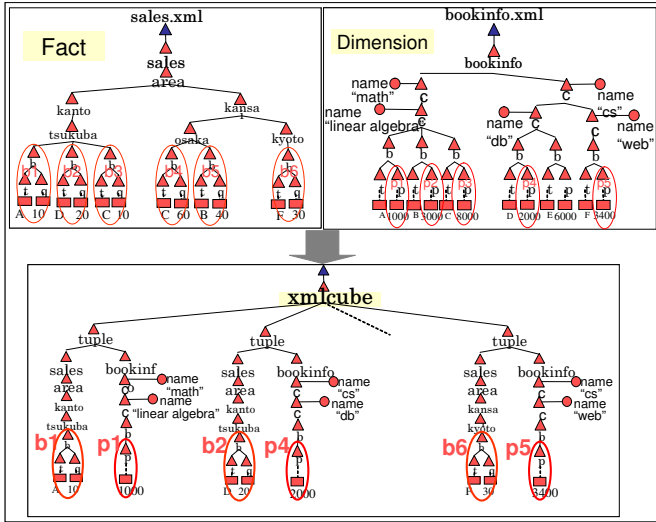 sales.xml
Fact
sales
area
kanto
kansa
i
tsukuba
osaka
kyoto
b b b b b b
b1 b2 b3 b4 b5 b6
t q t q t q t q t q t q
A 10 D 20 C 10 C 60 B 40 F 30
bookinfo.xml
Dimension
bookinfo
name
"math"
c
c
name
"cs"
name
"linear algebra"
c
name
"db"
c
c
name
"web"
b b b b b b
p1 p2 p3 p4 p5
t p t p t p t p t p t p
A 1000 B 3000 C 8000 D 2000 E 6000 F 3400
xmlcube
tuple
tuple
tuple
sales
bookinf
o
name
"math"
area
c
name
"linear algebra"
kanto
c
tsukuba
b
b1
b
p1
p
t q
A 10
1000
sales
bookinfo
name
"cs"
area
c
name
"db"
kanto
c
tsukuba
b
b2
b
p4
p
t q
D 20
2000
sales
bookinfo
name
"cs"
area
c
name
"web"
kansa
c
kyoto
b
b6
b
p5
p
t q
F 30
3400